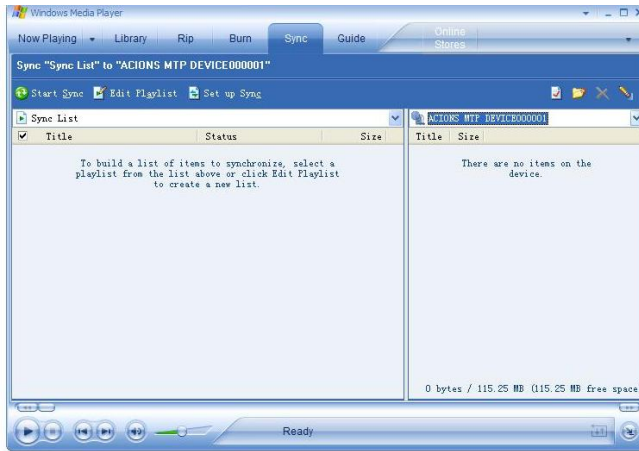 Windows Media Player
Now Playing Library Rip Burn Sync Guide Online Stores
Sync "Sync List" to "ACIONS MTP DEVICE000001"
Start Sync Edit Playlist Set up Sync
Sync List ACIONS MTP DEVICE000001
Title Status Size Title Size
To build a list of items to synchronize, select a
playlist from the list above or click Edit Playlist
to create a new list.
There are no items on the
device.
0 bytes / 115.25 MB (115.25 MB free space
Ready